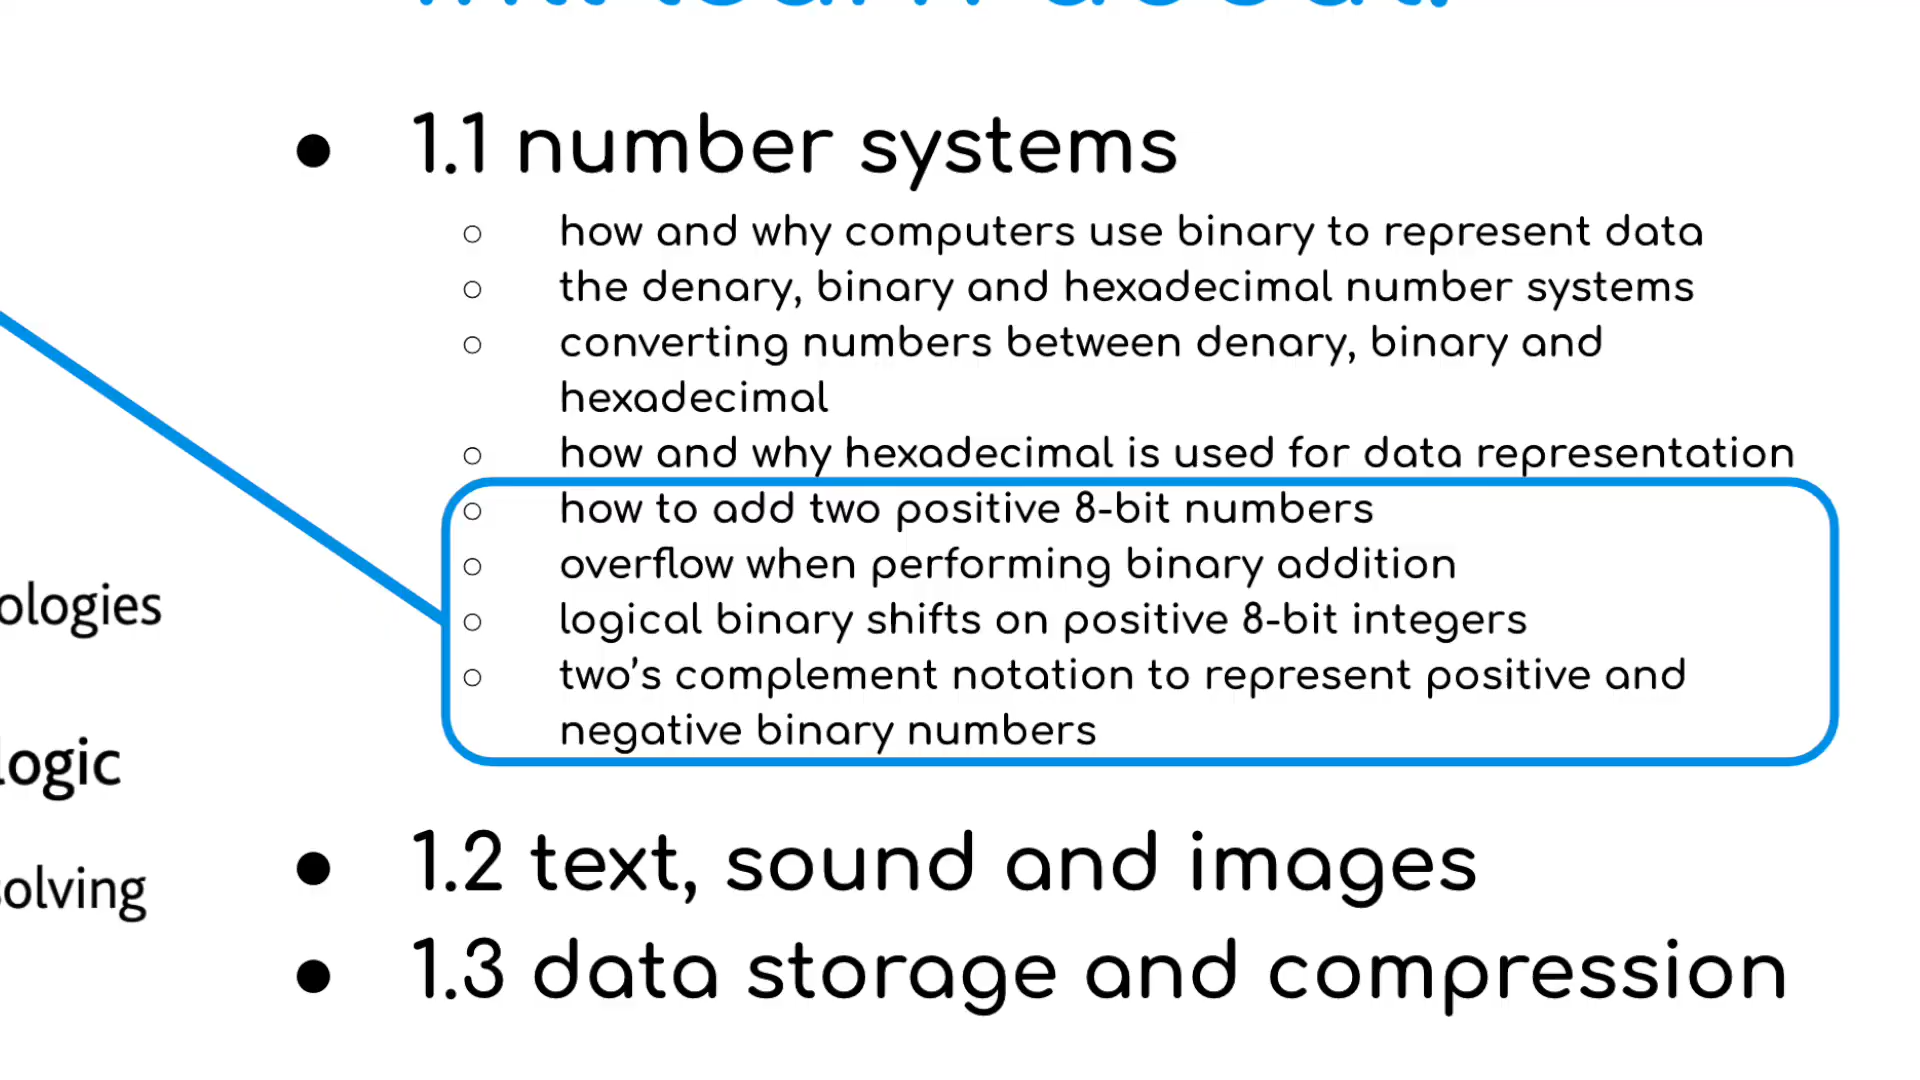 1.1 number systems
how and why computers use binary to represent data
the denary, binary and hexadecimal number systems
converting numbers between denary, binary and
hexadecimal
how and why hexadecimal is used for data representation
how to add two positive 8-bit numbers
overflow when performing binary addition
logical binary shifts on positive 8-bit integers
two’s complement notation to represent positive and
negative binary numbers
1.2 text, sound and images
1.3 data storage and compression
ologies
logic
solving